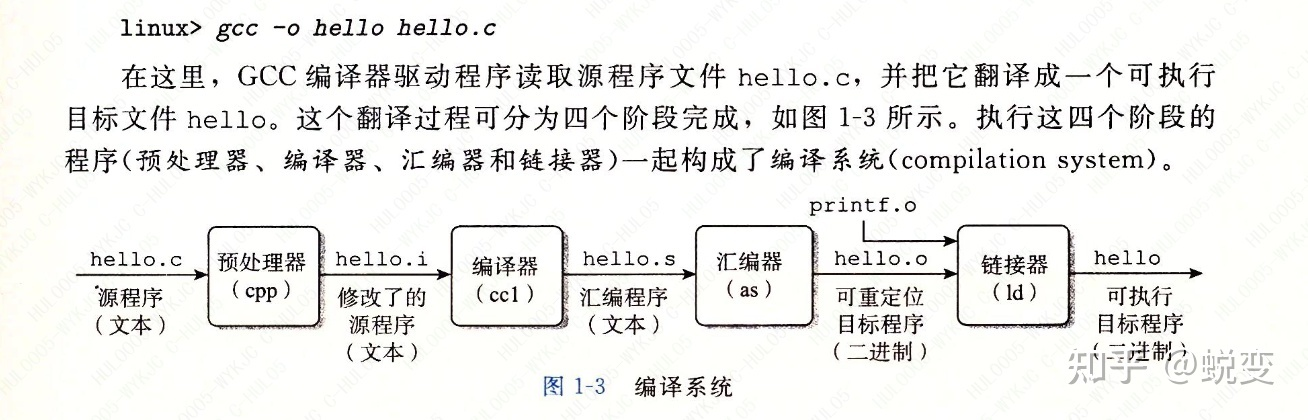 linux> gcc -o hello hello.c
在这里，GCC 编译器驱动程序读取源程序文件 hello.c，并把它翻译成一个可执行
目标文件 hello。这个翻译过程可分为四个阶段完成，如图 1-3 所示。执行这四个阶段的
程序(预处理器、编译器、汇编器和链接器)一起构成了编译系统(compilation system)。
printf.o
hello.c
预处理器
(cpp)
hello.i
编译器
(cc1)
hello.s
汇编器
(as)
hello.o
链接器
(ld)
hello
源程序
(文本)
修改了的
源程序
(文本)
汇编程序
(文本)
可重定位
目标程序
(二进制)
可执行
目标程序
(二进制)
图 1-3 编译系统
知乎 @蜕变